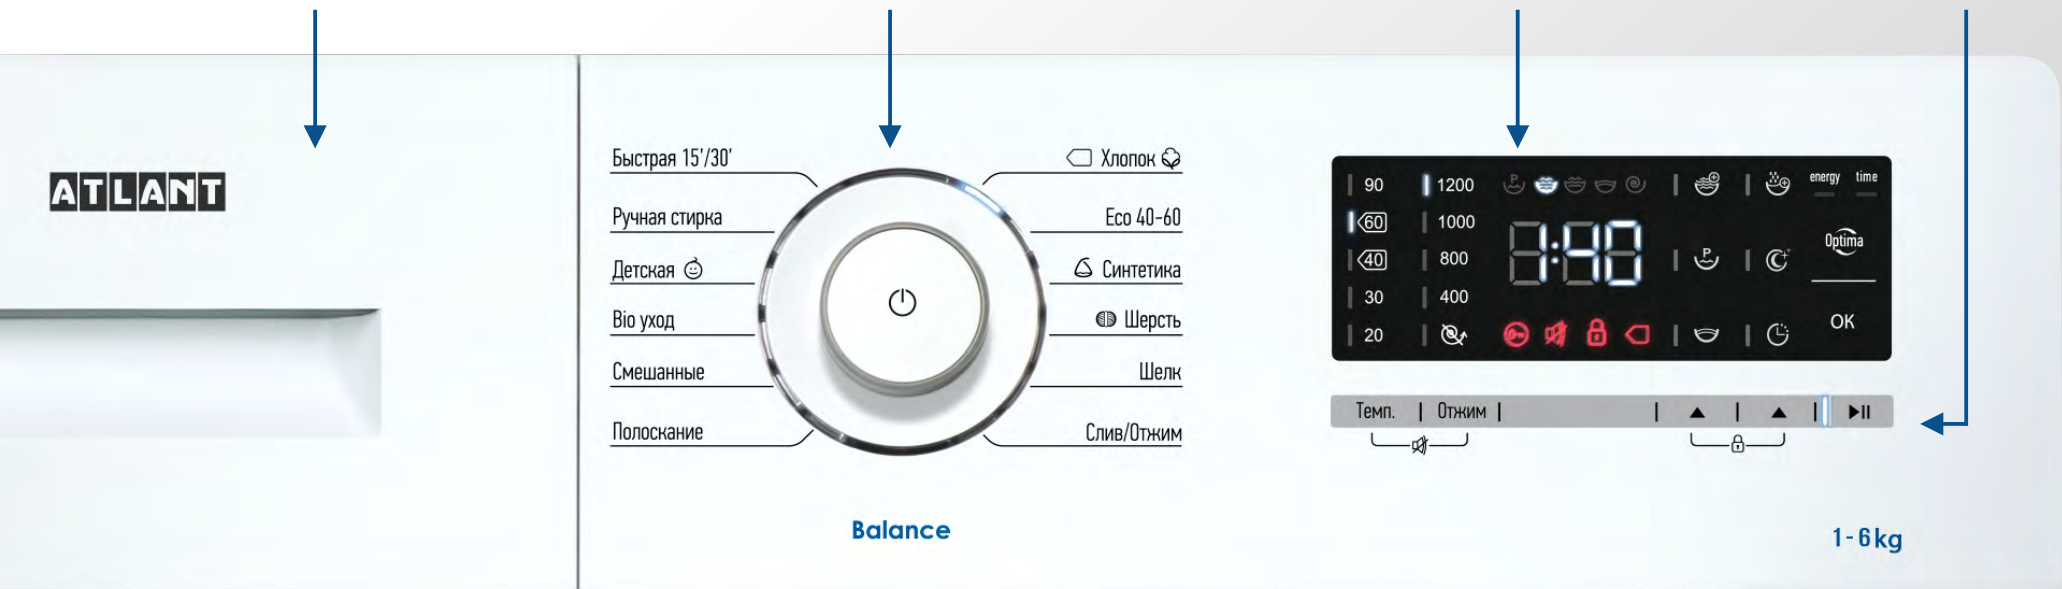 ATLANT
Быстрая 15'/30'
Ручная стирка
Детская
Bio уход
Смешанные
Полоскание
Хлопок
Eco 40-60
Синтетика
Шерсть
Шелк
Слив/Отжим
Balance
90
60
40
30
20
1200
1000
800
400
P
1:40
P
energy time
Optima
OK
Темп. | Отжим |
1-6kg